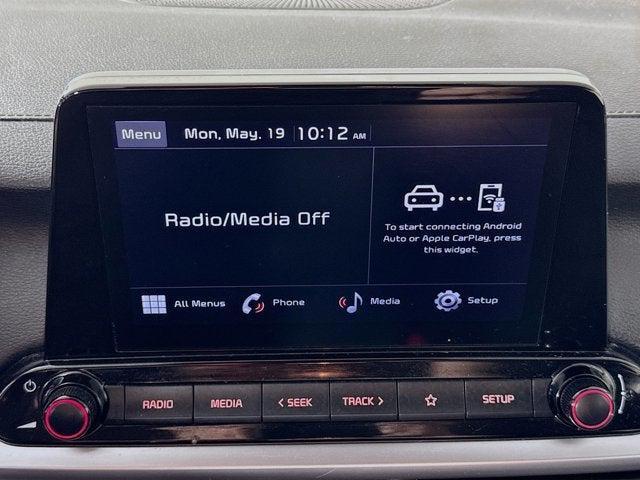 Menu Mon, May. 19 10:12 AM
Radio/Media Off
To start connecting Android
Auto or Apple CarPlay, press
this widget.
All Menus Phone Media Setup
RADIO MEDIA < SEEK TRACK > ☆ SETUP